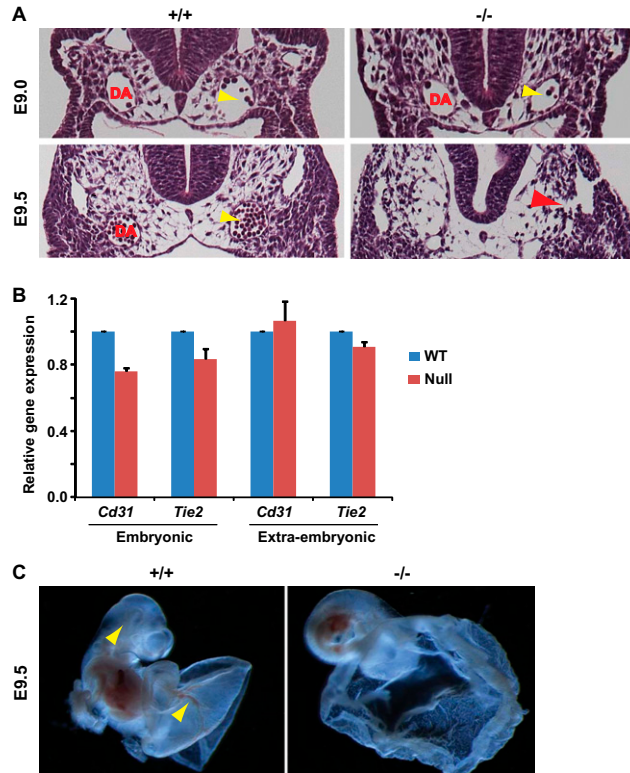 A
+/+
-/-
E9.0
DA
DA
E9.5
DA
B
Relative gene expression
1.2
0.8
0.4
0.0
WT
Null
Cd31 Tie2 Cd31 Tie2
Embryonic Extra-embryonic
C
+/+
-/-
E9.5